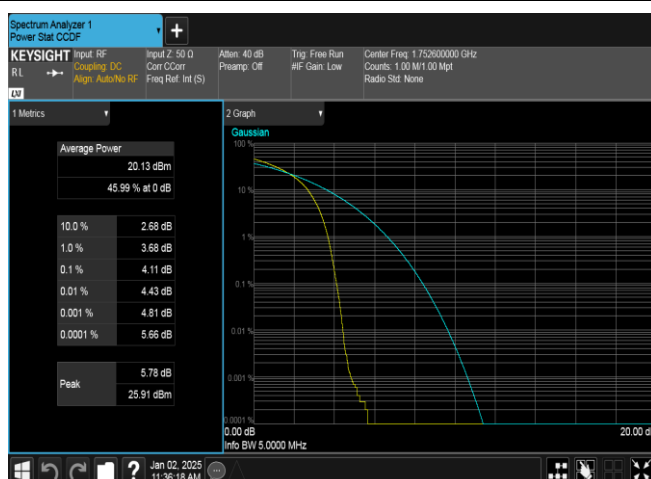 Spectrum Analyzer 1
Power Stat CCDF
+
KEYSIGHT
RL
LXI
Input: RF
Coupling: DC
Align: Auto/No RF
Input Z: 50 Ω
Corr CCorr
Freq Ref: Int (S)
Atten: 40 dB
Preamp: Off
Trig: Free Run
#IF Gain: Low
Center Freq: 1.752600000 GHz
Counts: 1.00 M/1.00 Mpt
Radio Std: None
1 Metrics
Average Power
20.13 dBm
45.99 % at 0 dB
10.0 % 2.68 dB
1.0 % 3.68 dB
0.1 % 4.11 dB
0.01 % 4.43 dB
0.001 % 4.81 dB
0.0001 % 5.66 dB
Peak
5.78 dB
25.91 dBm
2 Graph
Gaussian
100 %
10 %
1 %
0.1 %
0.01 %
0.001 %
0.0001 %
0.00 dB
20.00 d
Info BW 5.0000 MHz
?
Jan 02, 2025
11:36:18 AM